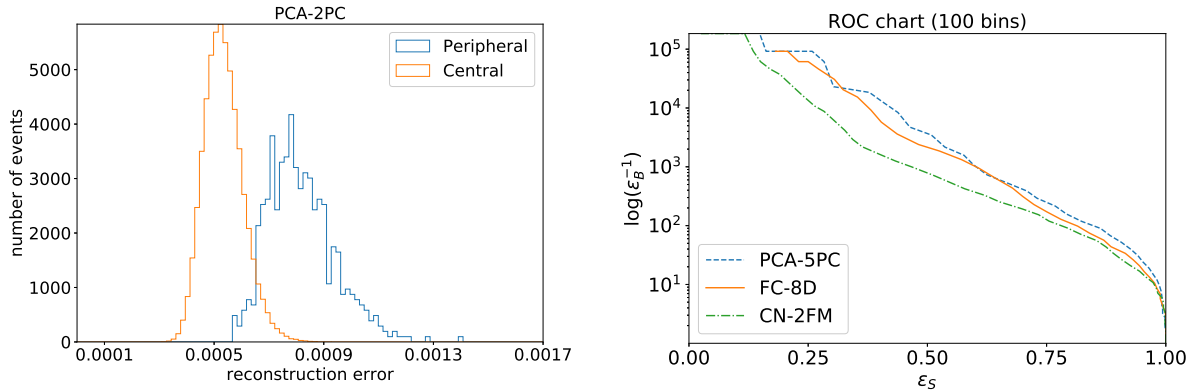 PCA-2PC
number of events
5000
4000
3000
2000
1000
0
Peripheral
Central
0.0001 0.0005 0.0009 0.0013 0.0017
reconstruction error
ROC chart (100 bins)
log(ε_B^{-1})
10^5
10^4
10^3
10^2
10^1
PCA-5PC
FC-8D
CN-2FM
0.00 0.25 0.50 0.75 1.00
ε_S